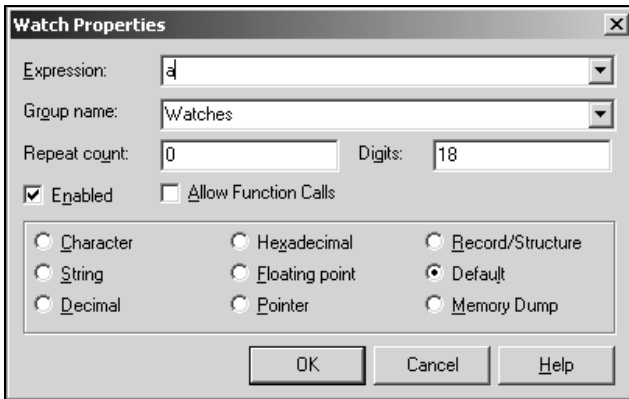 Watch Properties
Expression: a
Group name: Watches
Repeat count: 0 Digits: 18
Enabled Allow Function Calls
Character Hexadecimal Record/Structure
String Floating point Default
Decimal Pointer Memory Dump
OK Cancel Help